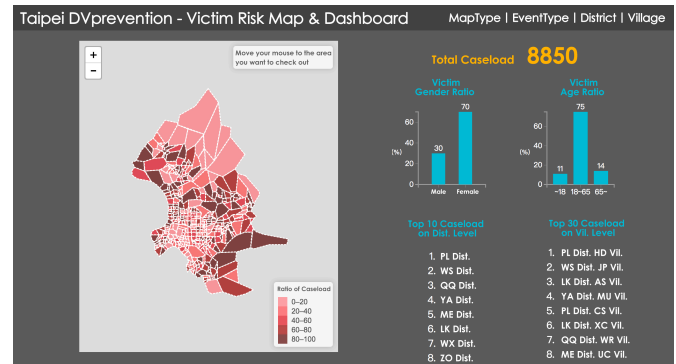 Taipei DVprevention - Victim Risk Map & Dashboard
MapType | EventType | District | Village
+
−
Move your mouse to the area
you want to check out
Ratio of Caseload
0–20
20–40
40–60
60–80
80–100
Total Caseload 8850
Victim
Gender Ratio
70
60
40
30
(%)
20
0
Male Female
Victim
Age Ratio
75
60
40
(%)
20
11
14
0
~18 18~65 65~
Top 10 Caseload
on Dist. Level
1. PL Dist.
2. WS Dist.
3. QQ Dist.
4. YA Dist.
5. ME Dist.
6. LK Dist.
7. WX Dist.
8. ZO Dist.
Top 30 Caseload
on Vil. Level
1. PL Dist. HD Vil.
2. WS Dist. JP Vil.
3. LK Dist. AS Vil.
4. YA Dist. MU Vil.
5. PL Dist. CS Vil.
6. LK Dist. XC Vil.
7. QQ Dist. WR Vil.
8. ME Dist. UC Vil.